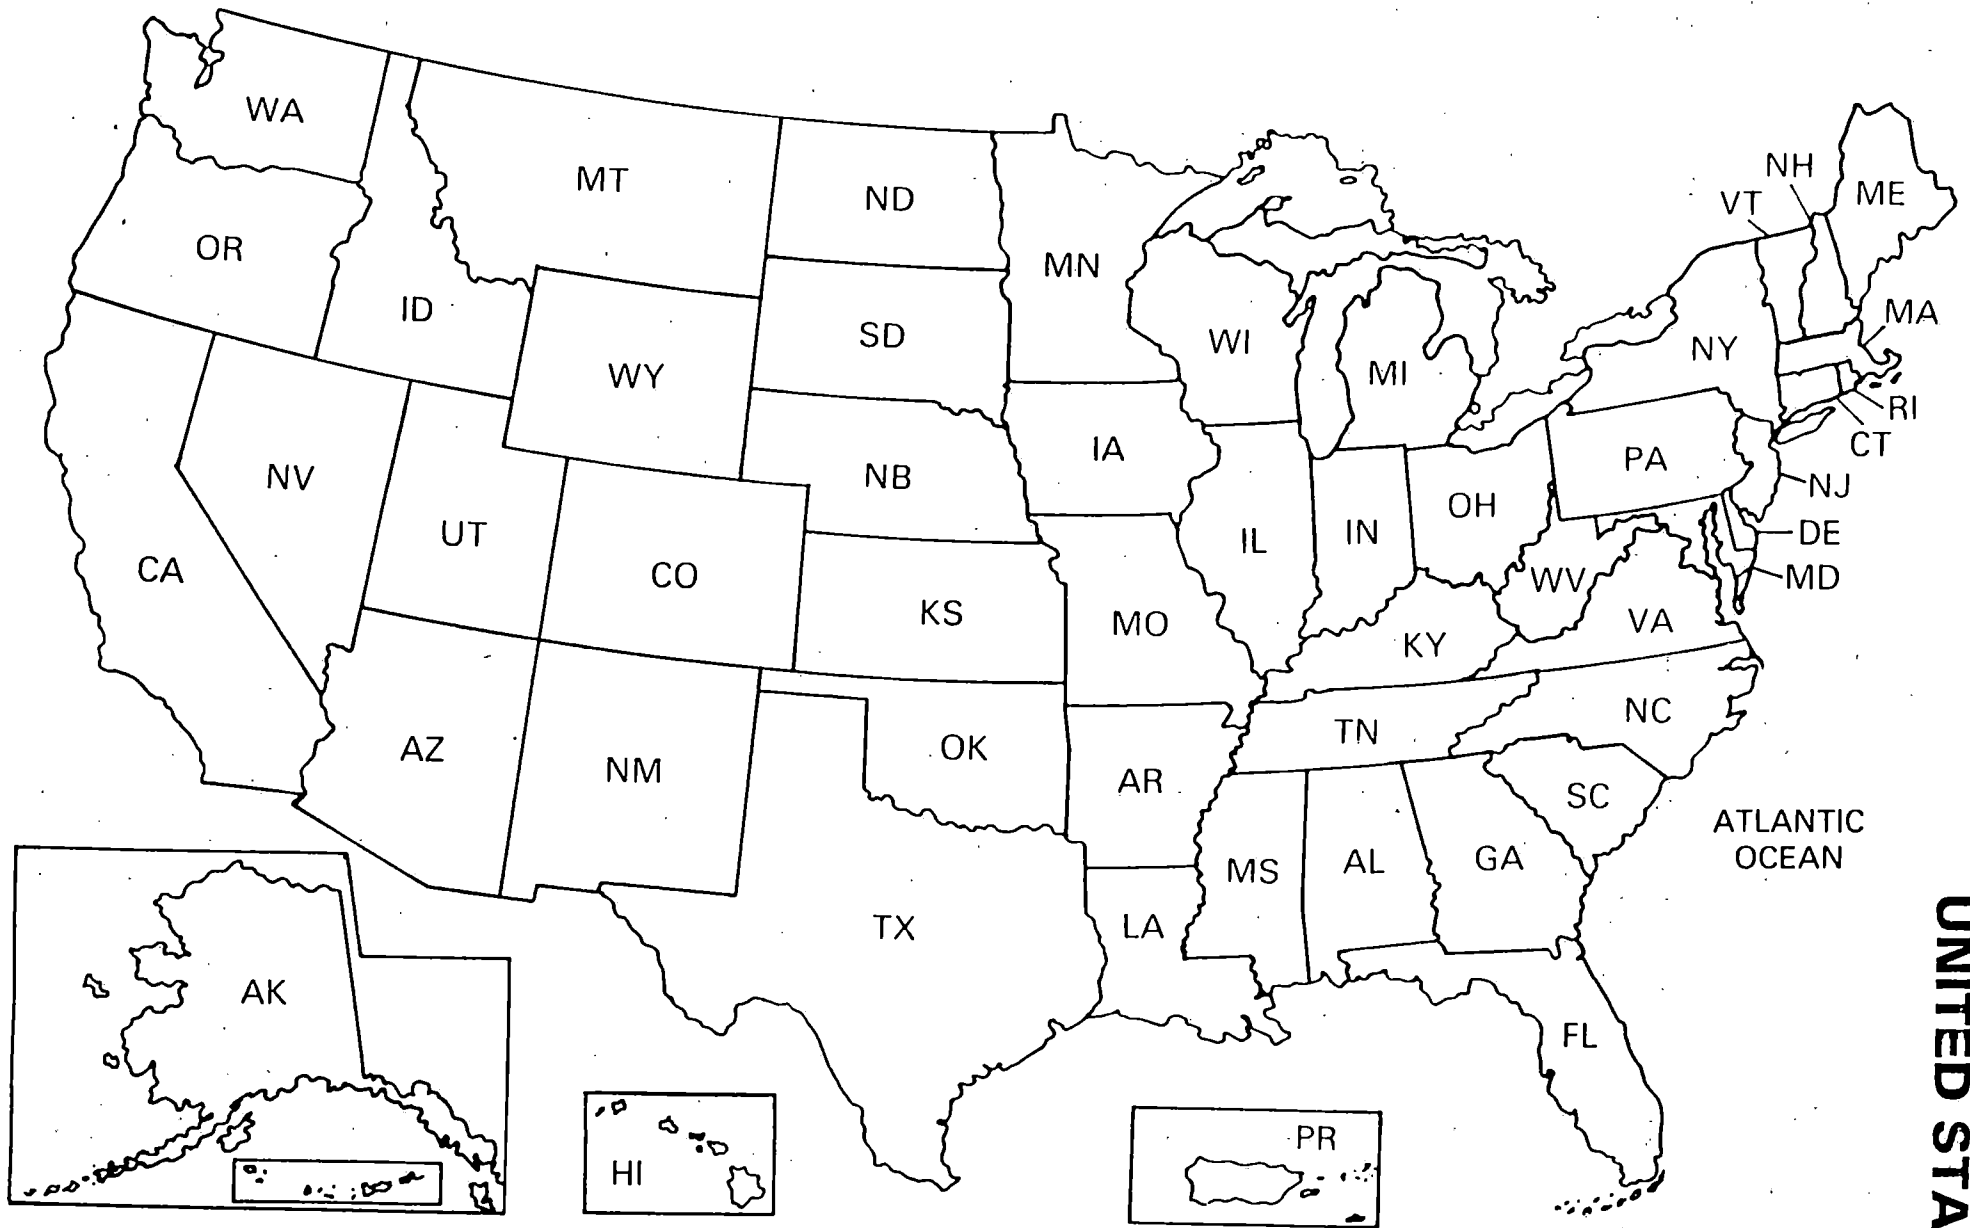 WA
MT
ND
MN
NH
VT
ME
OR
ID
SD
WI
MI
NY
MA
WY
RI
CT
NV
NB
IA
PA
NJ
UT
CO
IL
IN
OH
DE
CA
KS
MO
WV
MD
KY
VA
AZ
NM
OK
AR
TN
NC
SC
ATLANTIC
OCEAN
TX
LA
MS
AL
GA
AK
FL
HI
PR
UNITED STA